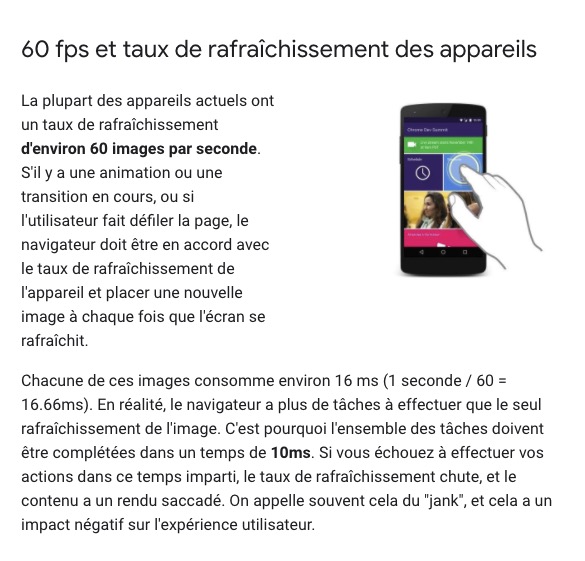 60 fps et taux de rafraîchissement des appareils
La plupart des appareils actuels ont
un taux de rafraîchissement
d'environ 60 images par seconde.
S'il y a une animation ou une
transition en cours, ou si
l'utilisateur fait défiler la page, le
navigateur doit être en accord avec
le taux de rafraîchissement de
l'appareil et placer une nouvelle
image à chaque fois que l'écran se
rafraîchit.
Chrome Dev Summit
Chacune de ces images consomme environ 16 ms (1 seconde / 60 =
16.66ms). En réalité, le navigateur a plus de tâches à effectuer que le seul
rafraîchissement de l'image. C'est pourquoi l'ensemble des tâches doivent
être complétées dans un temps de 10ms. Si vous échouez à effectuer vos
actions dans ce temps imparti, le taux de rafraîchissement chute, et le
contenu a un rendu saccadé. On appelle souvent cela du "jank", et cela a un
impact négatif sur l'expérience utilisateur.